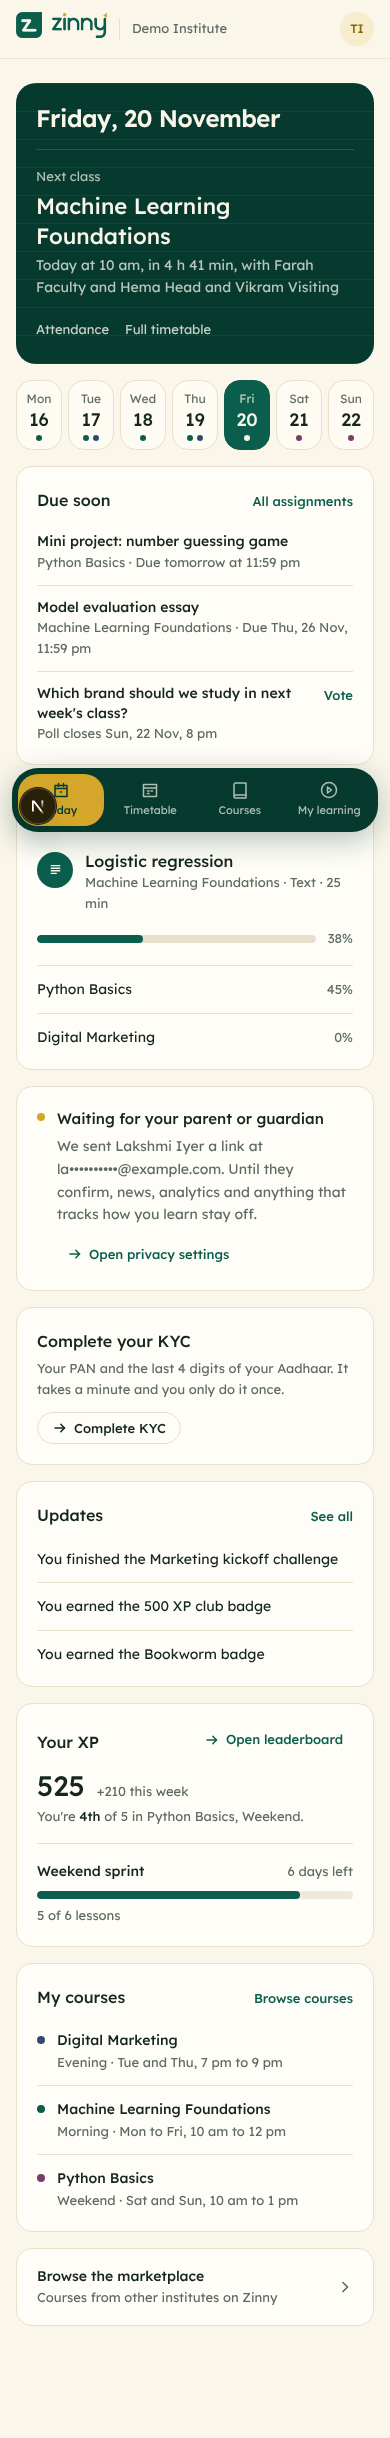 zinny
Demo Institute
TI
Friday, 20 November
Next class
Machine Learning
Foundations
Today at 10 am, in 4 h 41 min, with Farah
Faculty and Hema Head and Vikram Visiting
Attendance Full timetable
Mon Tue Wed Thu Fri Sat Sun
16 17 18 19 20 21 22
Due soon All assignments
Mini project: number guessing game
Python Basics · Due tomorrow at 11:59 pm
Model evaluation essay
Machine Learning Foundations · Due Thu, 26 Nov,
11:59 pm
Which brand should we study in next Vote
week's class?
Poll closes Sun, 22 Nov, 8 pm
N
day Timetable Courses My learning
Logistic regression
Machine Learning Foundations · Text · 25
min
38%
Python Basics 45%
Digital Marketing 0%
Waiting for your parent or guardian
We sent Lakshmi Iyer a link at
la••••••••••@example.com. Until they
confirm, news, analytics and anything that
tracks how you learn stay off.
→ Open privacy settings
Complete your KYC
Your PAN and the last 4 digits of your Aadhaar. It
takes a minute and you only do it once.
→ Complete KYC
Updates See all
You finished the Marketing kickoff challenge
You earned the 500 XP club badge
You earned the Bookworm badge
Your XP → Open leaderboard
525 +210 this week
You're 4th of 5 in Python Basics, Weekend.
Weekend sprint 6 days left
5 of 6 lessons
My courses Browse courses
Digital Marketing
Evening · Tue and Thu, 7 pm to 9 pm
Machine Learning Foundations
Morning · Mon to Fri, 10 am to 12 pm
Python Basics
Weekend · Sat and Sun, 10 am to 1 pm
Browse the marketplace
Courses from other institutes on Zinny